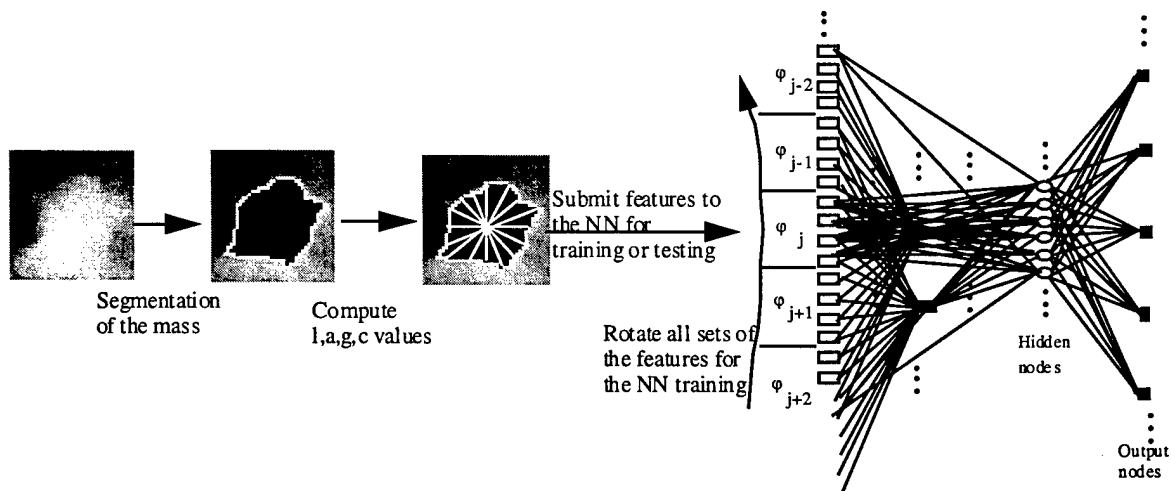 Segmentation
of the mass
Compute
l,a,g,c values
Submit features to
the NN for
training or testing
Rotate all sets of
the features for
the NN training
φ j-2
φ j-1
φ j
φ j+1
φ j+2
Hidden
nodes
Output
nodes